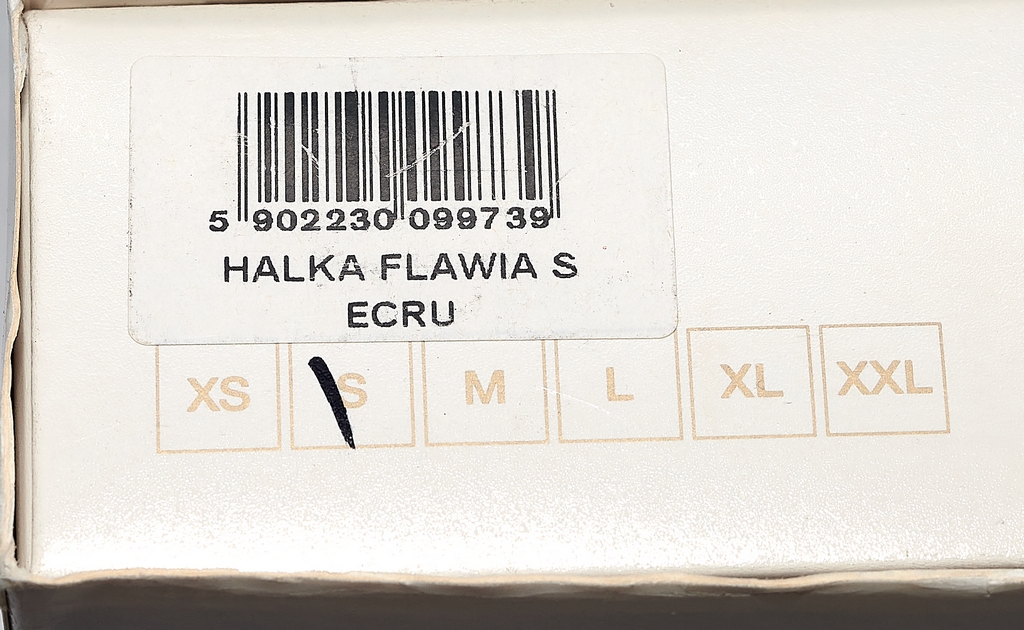 5 902230 099739
HALKA FLAWIA S
ECRU
XS S M L XL XXL